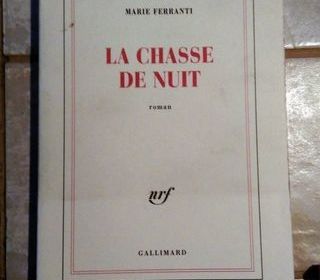 MARIE FERRANTI
LA CHASSE
DE NUIT
roman
nrf
GALLIMARD